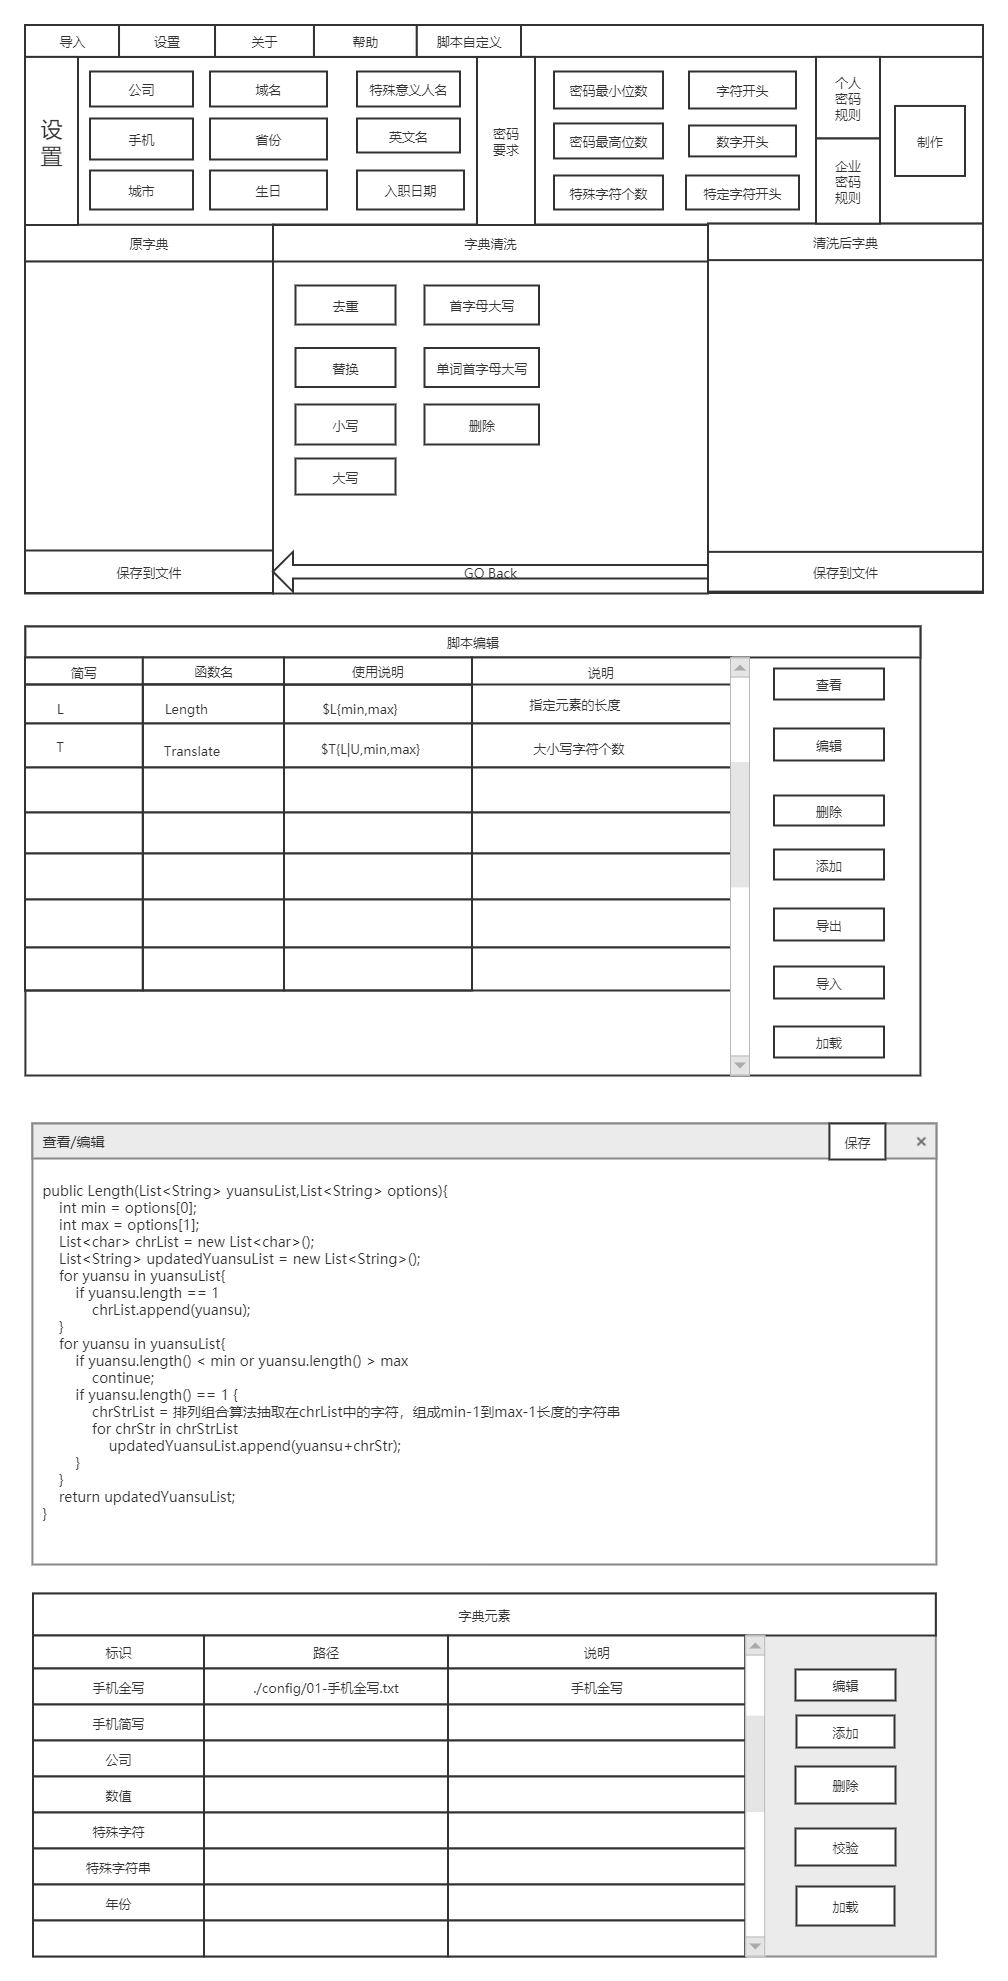 导入
设置
关于
帮助
脚本自定义
设
置
公司
域名
特殊意义人名
手机
省份
英文名
城市
生日
入职日期
密码
要求
密码最小位数
字符开头
密码最高位数
数字开头
特殊字符个数
特定字符开头
个人
密码
规则
企业
密码
规则
制作
原字典
字典清洗
清洗后字典
去重
首字母大写
替换
单词首字母大写
小写
删除
大写
保存到文件
GO Back
保存到文件
脚本编辑
简写
函数名
使用说明
说明
L
Length
$L{min,max}
指定元素的长度
T
Translate
$T{L|U,min,max}
大小写字符个数
查看
编辑
删除
添加
导出
导入
加载
查看/编辑
保存
×
public Length(List<String> yuansuList,List<String> options){
    int min = options[0];
    int max = options[1];
    List<char> chrList = new List<char>();
    List<String> updatedYuansuList = new List<String>();
    for yuansu in yuansuList{
        if yuansu.length == 1
            chrList.append(yuansu);
    }
    for yuansu in yuansuList{
        if yuansu.length() < min or yuansu.length() > max
            continue;
        if yuansu.length() == 1 {
            chrStrList = 排列组合算法抽取在chrList中的字符，组成min-1到max-1长度的字符串
            for chrStr in chrStrList
                updatedYuansuList.append(yuansu+chrStr);
        }
    }
    return updatedYuansuList;
}
字典元素
标识
路径
说明
手机全写
./config/01-手机全写.txt
手机全写
手机简写
公司
数值
特殊字符
特殊字符串
年份
编辑
添加
删除
校验
加载